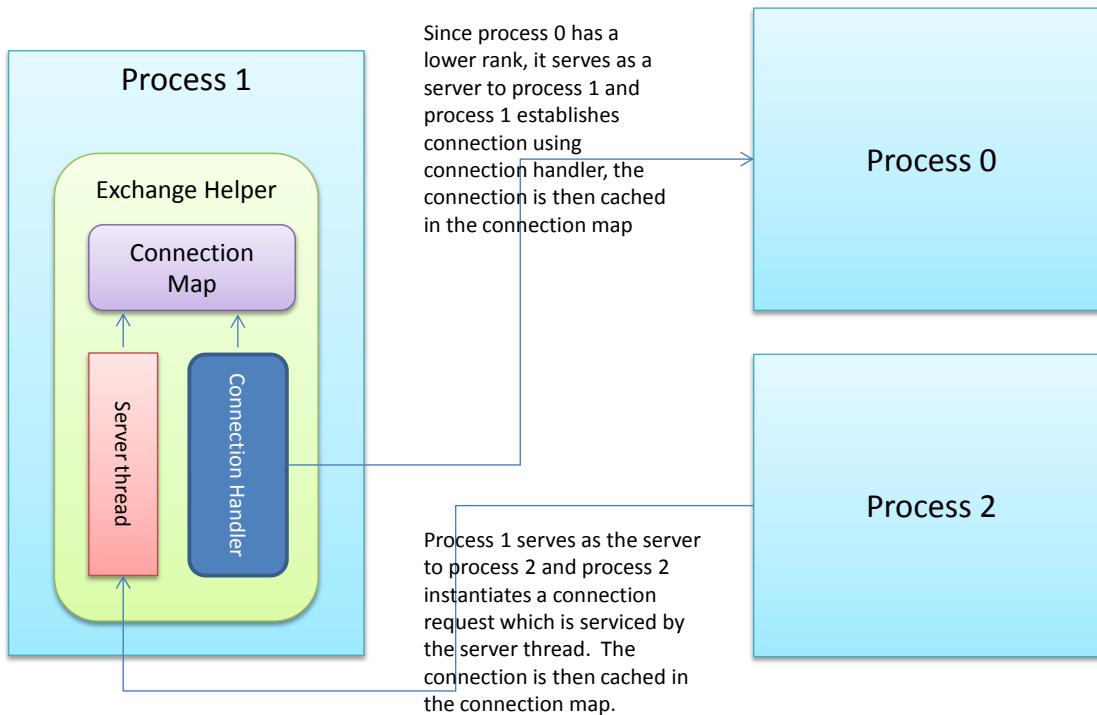 Process 1
Exchange Helper
Connection
Map
Server thread
Connection Handler
Since process 0 has a
lower rank, it serves as a
server to process 1 and
process 1 establishes
connection using
connection handler, the
connection is then cached
in the connection map
Process 0
Process 2
Process 1 serves as the server
to process 2 and process 2
instantiates a connection
request which is serviced by
the server thread.  The
connection is then cached in
the connection map.